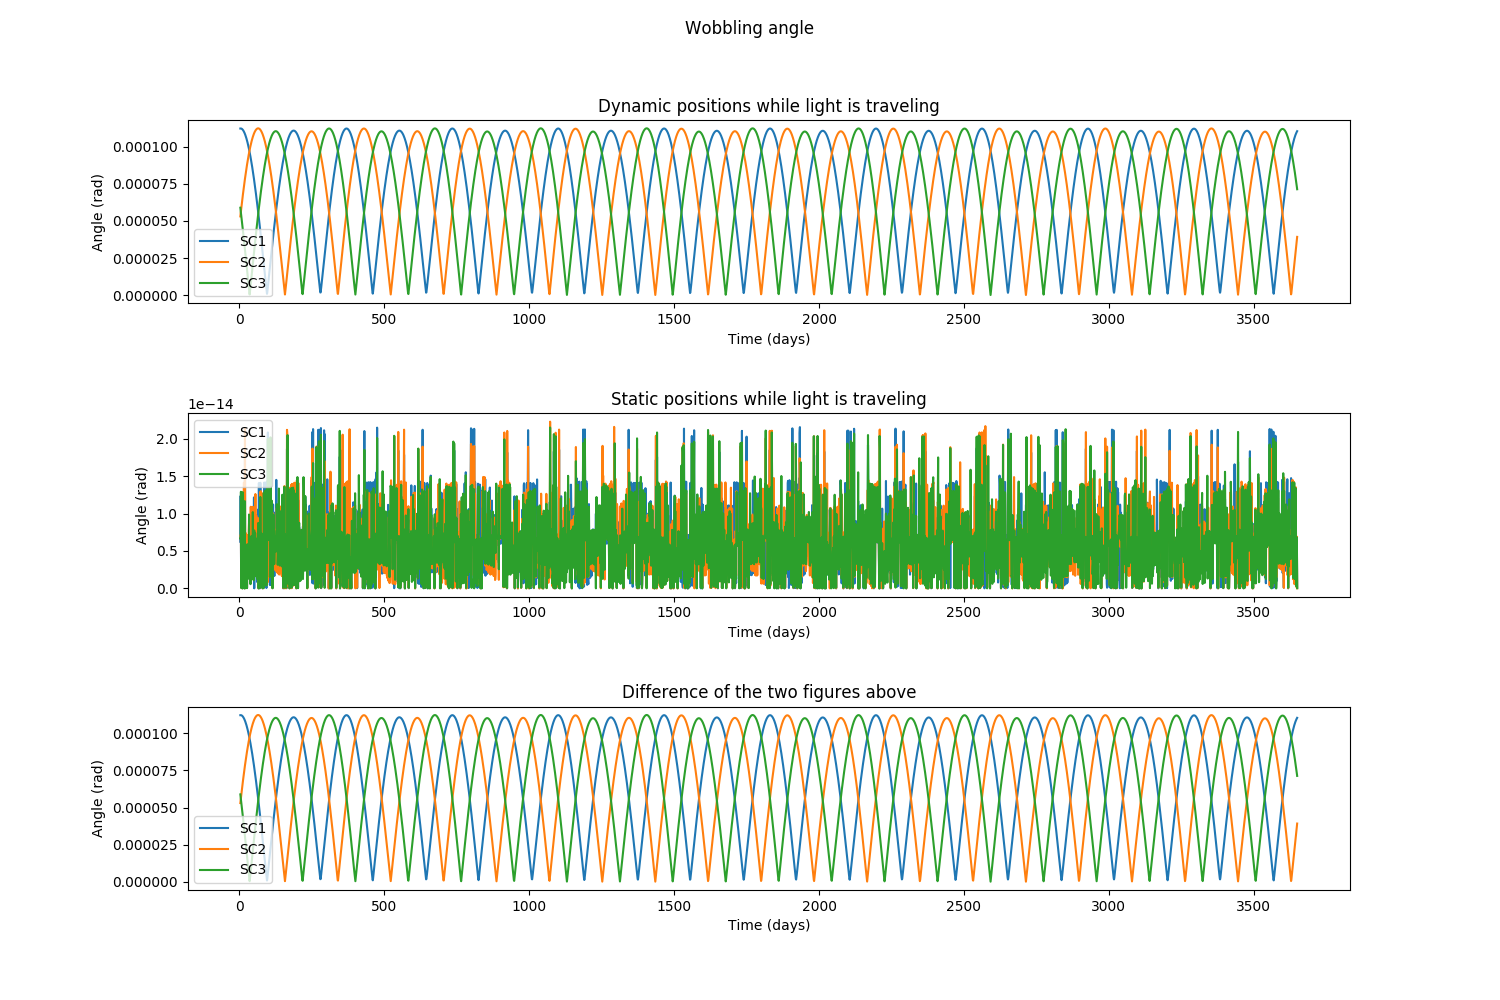 Wobbling angle
Dynamic positions while light is traveling
0.000100
0.000075
0.000050
0.000025
0.000000
Angle (rad)
SC1
SC2
SC3
0 500 1000 1500 2000 2500 3000 3500
Time (days)
Static positions while light is traveling
1e−14
2.0
1.5
1.0
0.5
0.0
Angle (rad)
SC1
SC2
SC3
0 500 1000 1500 2000 2500 3000 3500
Time (days)
Difference of the two figures above
0.000100
0.000075
0.000050
0.000025
0.000000
Angle (rad)
SC1
SC2
SC3
0 500 1000 1500 2000 2500 3000 3500
Time (days)